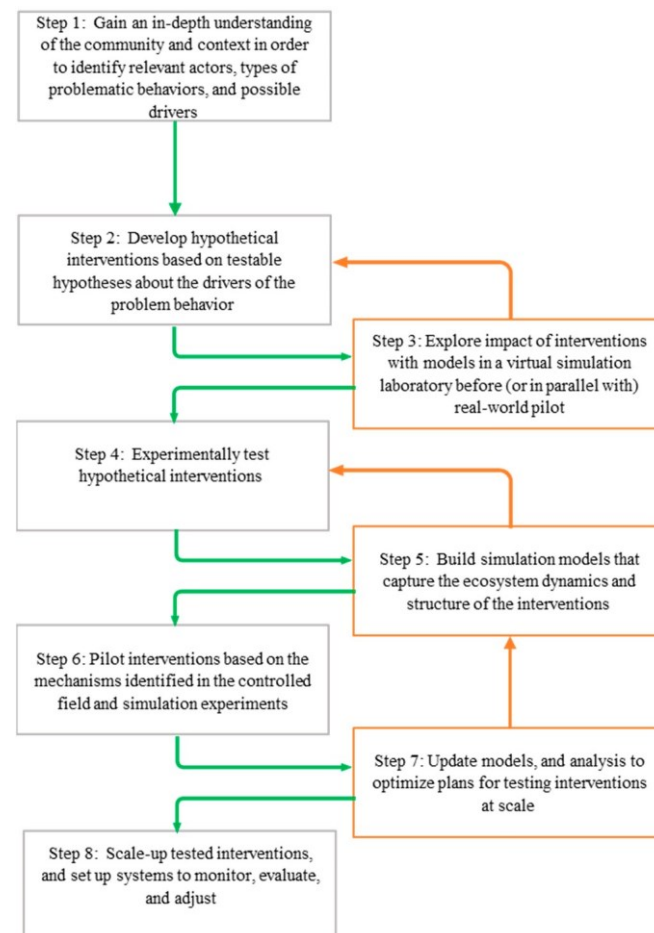 Step 1:  Gain an in-depth understanding
of the community and context in order
to identify relevant actors, types of
problematic behaviors, and possible
drivers
Step 2:  Develop hypothetical
interventions based on testable
hypotheses about the drivers of the
problem behavior
Step 3: Explore impact of interventions
with models in a virtual simulation
laboratory before (or in parallel with)
real-world pilot
Step 4:  Experimentally test
hypothetical interventions
Step 5:  Build simulation models that
capture the ecosystem dynamics and
structure of the interventions
Step 6: Pilot interventions based on the
mechanisms identified in the controlled
field and simulation experiments
Step 7: Update models, and analysis to
optimize plans for testing interventions
at scale
Step 8:  Scale-up tested interventions,
and set up systems to monitor, evaluate,
and adjust